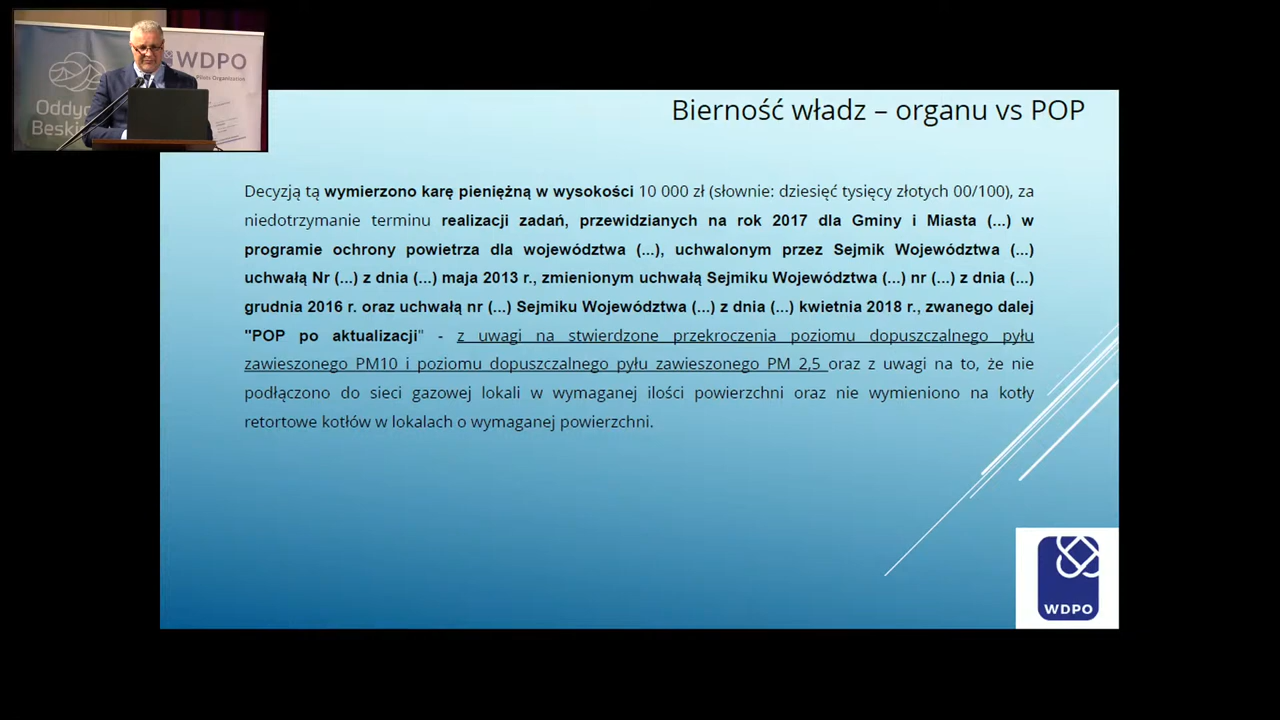 WDPO
Pilots Organization
Oddyc
Beski
Bierność władz – organu vs POP
Decyzją tą wymierzono karę pieniężną w wysokości 10 000 zł (słownie: dziesięć tysięcy złotych 00/100), za
niedotrzymanie terminu realizacji zadań, przewidzianych na rok 2017 dla Gminy i Miasta (...) w
programie ochrony powietrza dla województwa (...), uchwalonym przez Sejmik Województwa (...)
uchwałą Nr (...) z dnia (...) maja 2013 r., zmienionym uchwałą Sejmiku Województwa (...) nr (...) z dnia (...)
grudnia 2016 r. oraz uchwałą nr (...) Sejmiku Województwa (...) z dnia (...) kwietnia 2018 r., zwanego dalej
"POP po aktualizacji" - z uwagi na stwierdzone przekroczenia poziomu dopuszczalnego pyłu
zawieszonego PM10 i poziomu dopuszczalnego pyłu zawieszonego PM 2,5 oraz z uwagi na to, że nie
podłączono do sieci gazowej lokali w wymaganej ilości powierzchni oraz nie wymieniono na kotły
retortowe kotłów w lokalach o wymaganej powierzchni.
WDPO